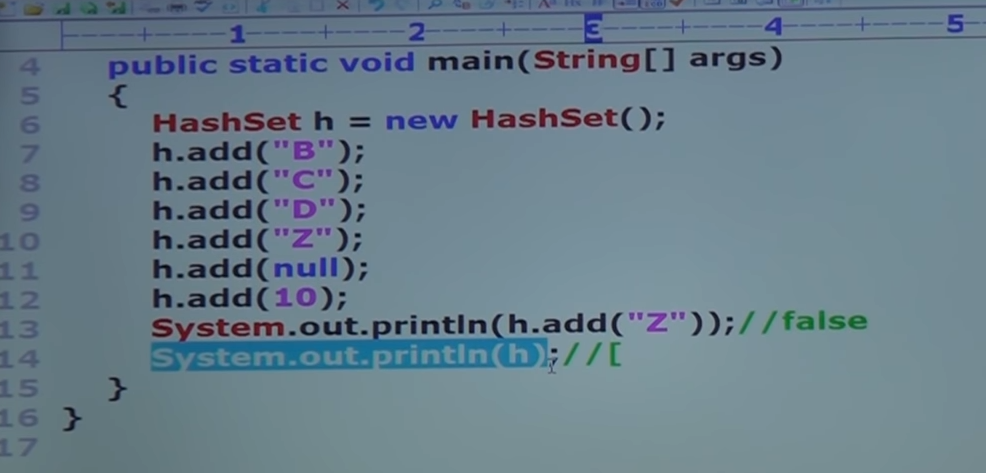 1 2 3 4 5
4 public static void main(String[] args)
5 {
6 HashSet h = new HashSet();
7 h.add("B");
8 h.add("C");
9 h.add("D");
10 h.add("Z");
11 h.add(null);
12 h.add(10);
13 System.out.println(h.add("Z"));//false
14 System.out.println(h);//[
15 }
16 }
17